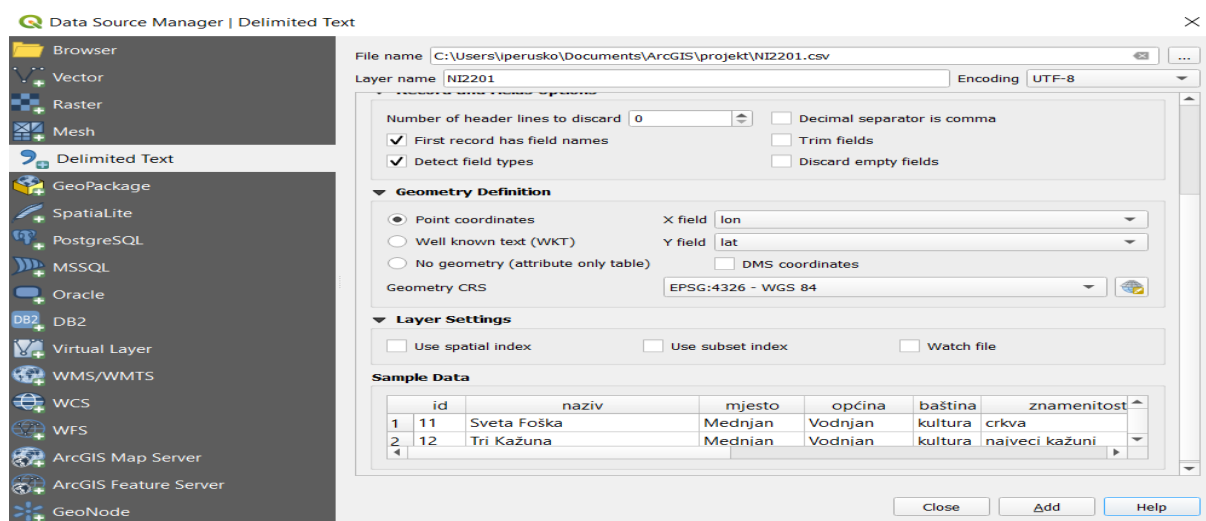 Data Source Manager | Delimited Text
Browser
Vector
Raster
Mesh
Delimited Text
GeoPackage
SpatiaLite
PostgreSQL
MSSQL
Oracle
DB2 DB2
Virtual Layer
WMS/WMTS
WCS
WFS
ArcGIS Map Server
ArcGIS Feature Server
GeoNode
File name C:\Users\iperusko\Documents\ArcGIS\projekt\NI2201.csv ...
Layer name NI2201 Encoding UTF-8
Record and Fields Options
Number of header lines to discard 0 Decimal separator is comma
First record has field names Trim fields
Detect field types Discard empty fields
Geometry Definition
Point coordinates X field lon
Well known text (WKT) Y field lat
No geometry (attribute only table) DMS coordinates
Geometry CRS EPSG:4326 - WGS 84
Layer Settings
Use spatial index Use subset index Watch file
Sample Data
id naziv mjesto općina baština znamenitost
1 11 Sveta Foška Mednjan Vodnjan kultura crkva
2 12 Tri Kažuna Mednjan Vodnjan kultura najveci kažuni
Close Add Help